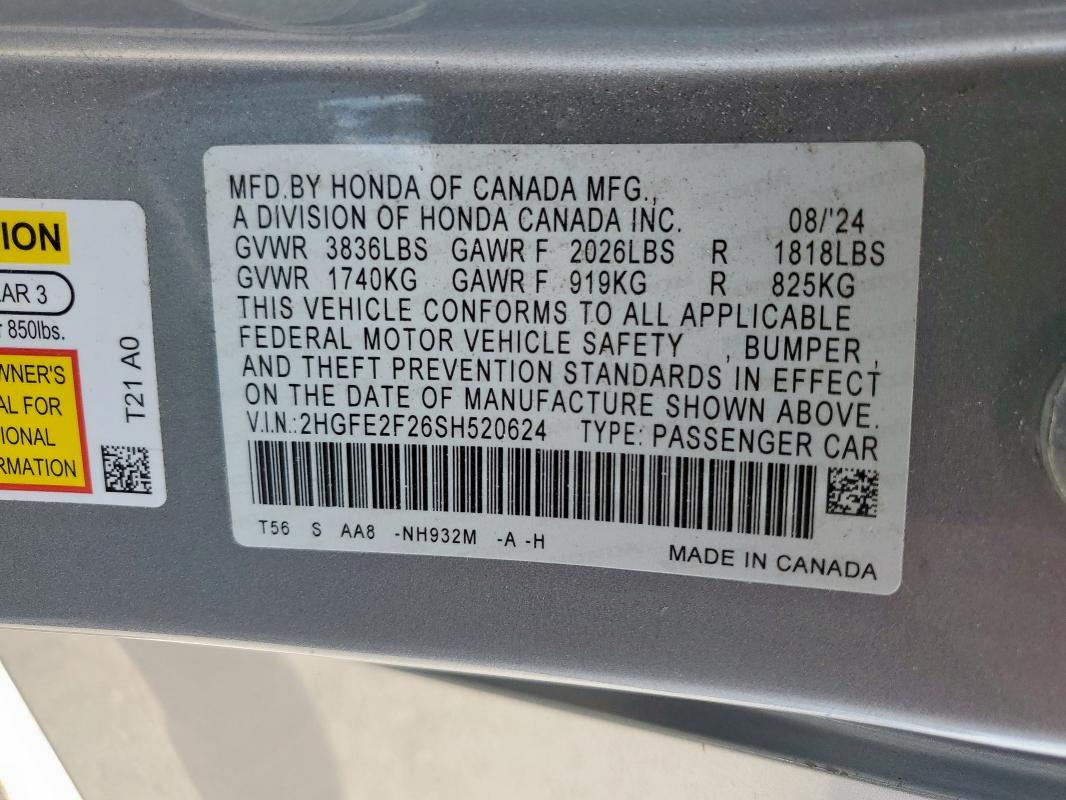 MFD.BY HONDA OF CANADA MFG.,
A DIVISION OF HONDA CANADA INC. 08/'24
GVWR 3836LBS GAWR F 2026LBS R 1818LBS
GVWR 1740KG GAWR F 919KG R 825KG
THIS VEHICLE CONFORMS TO ALL APPLICABLE
FEDERAL MOTOR VEHICLE SAFETY , BUMPER ,
AND THEFT PREVENTION STANDARDS IN EFFECT
ON THE DATE OF MANUFACTURE SHOWN ABOVE.
V.I.N.:2HGFE2F26SH520624 TYPE: PASSENGER CAR
T56 S AA8 -NH932M -A -H
MADE IN CANADA
ION
AR 3
850lbs.
WNER'S
AL FOR
IONAL
RMATION
T21 A0